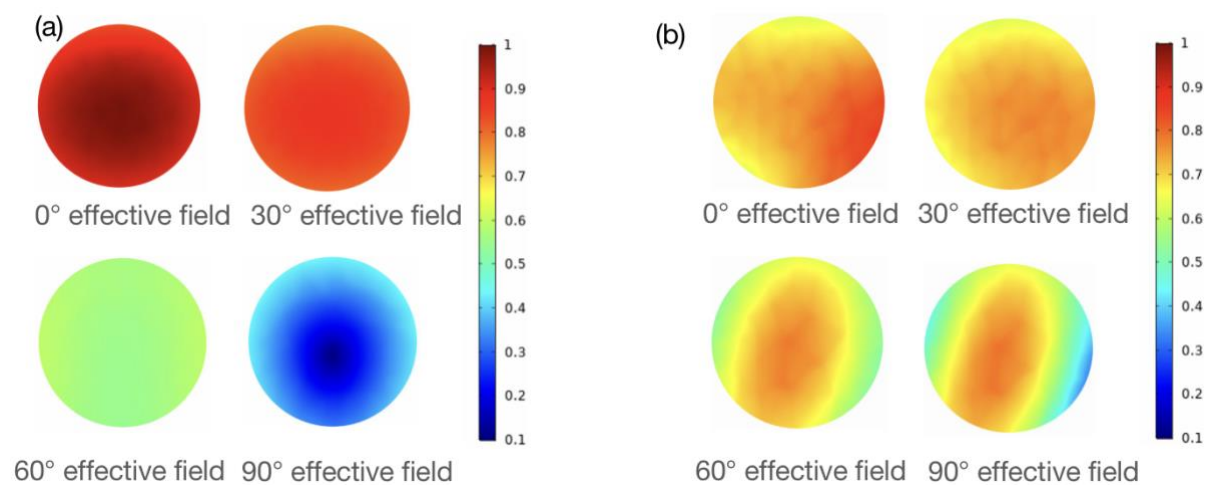 (a)
0° effective field
30° effective field
60° effective field
90° effective field
1
0.9
0.8
0.7
0.6
0.5
0.4
0.3
0.2
0.1
(b)
0° effective field
30° effective field
60° effective field
90° effective field
1
0.9
0.8
0.7
0.6
0.5
0.4
0.3
0.2
0.1